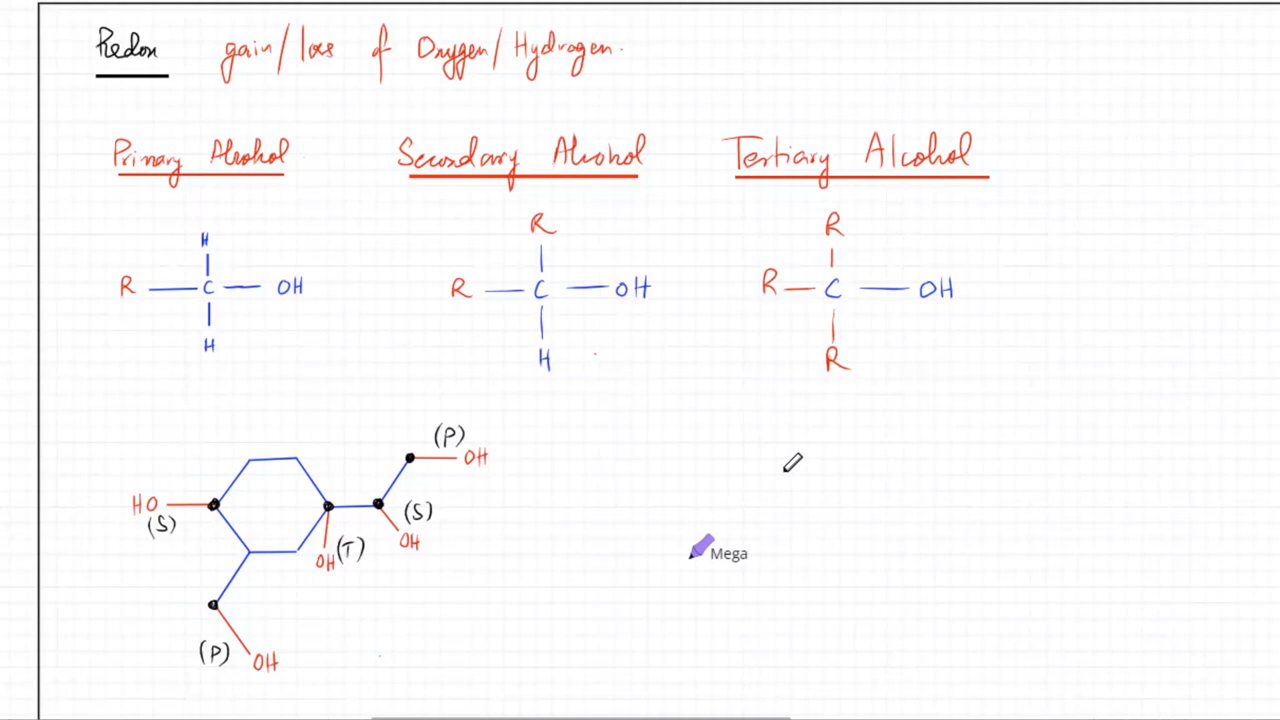 Redox gain/loss of Oxygen/Hydrogen.
Primary Alcohol Secondary Alcohol Tertiary Alcohol
H R R
R C OH R C OH R C OH
H H R
(P)
OH
HO
(S)
(S)
OH
OH (T)
Mega
(P)
OH